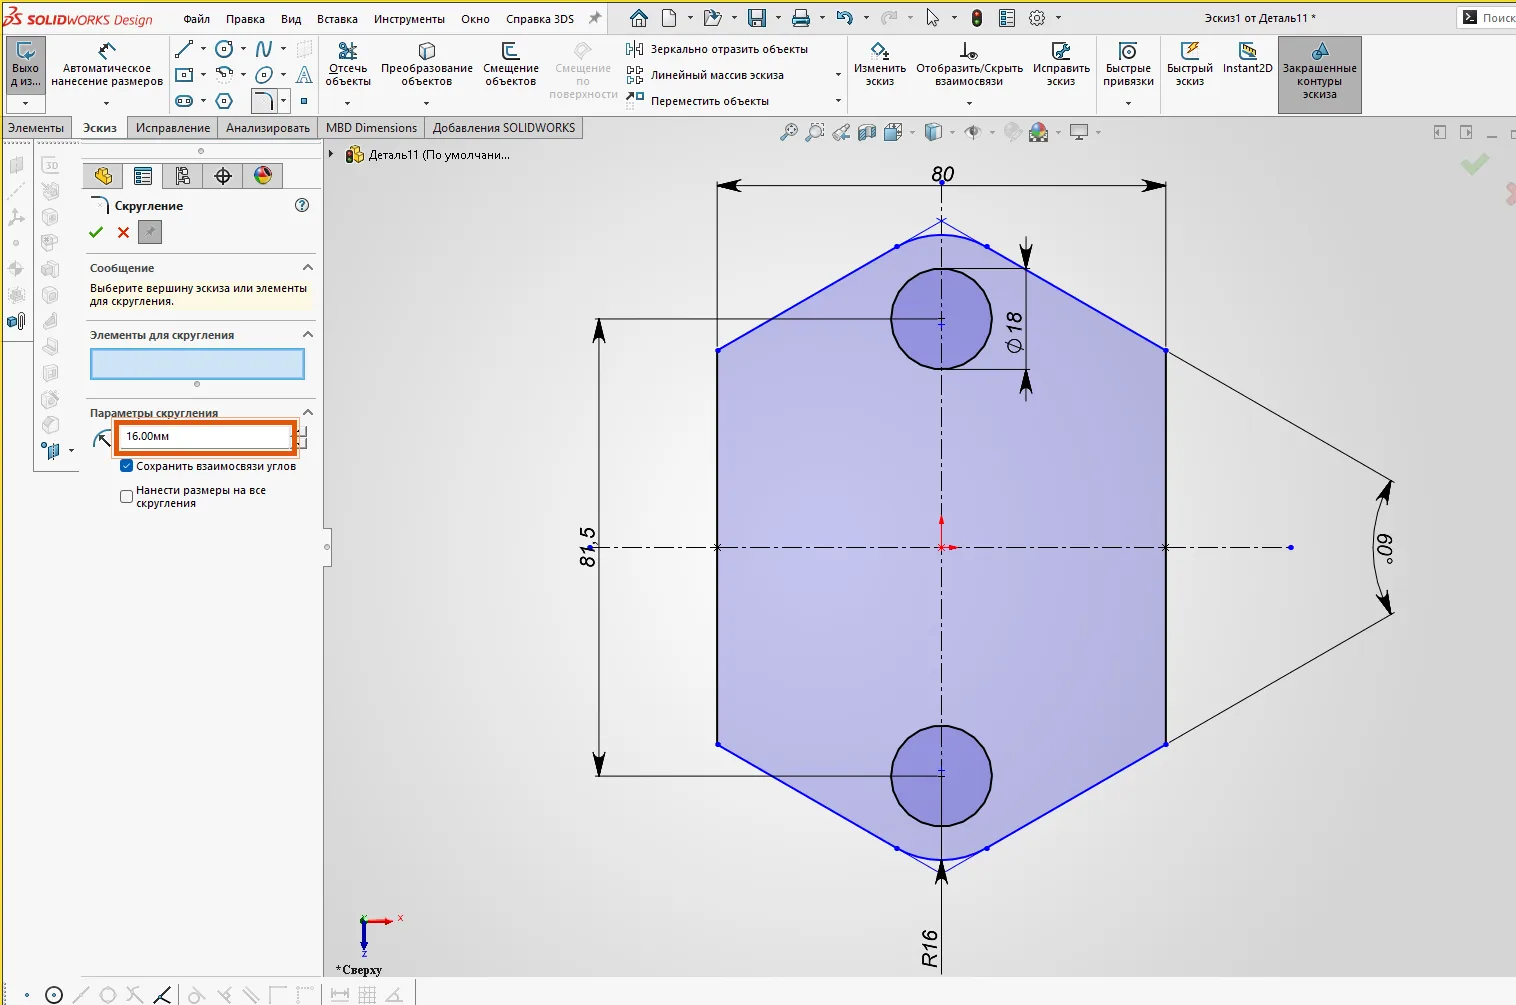 SOLIDWORKS Design
Файл Правка Вид Вставка Инструменты Окно Справка 3DS
Эскиз1 от Деталь11 *
Поиск
Выхо
д из...
Автоматическое
нанесение размеров
Отсечь
объекты
Преобразование
объектов
Смещение
объектов
Смещение
по
поверхности
Зеркально отразить объекты
Линейный массив эскиза
Переместить объекты
Изменить
эскиз
Отобразить/Скрыть
взаимосвязи
Исправить
эскиз
Быстрые
привязки
Быстрый
эскиз
Instant2D
Закрашенные
контуры
эскиза
Элементы Эскиз Исправление Анализировать MBD Dimensions Добавления SOLIDWORKS
Деталь11 (По умолчани...
3D
Скругление
Сообщение
Выберите вершину эскиза или элементы
для скругления.
Элементы для скругления
Параметры скругления
16.00мм
Сохранить взаимосвязи углов
Нанести размеры на все
скругления
80
∅18
81,5
60°
R16
Y
X
Z
*Сверху